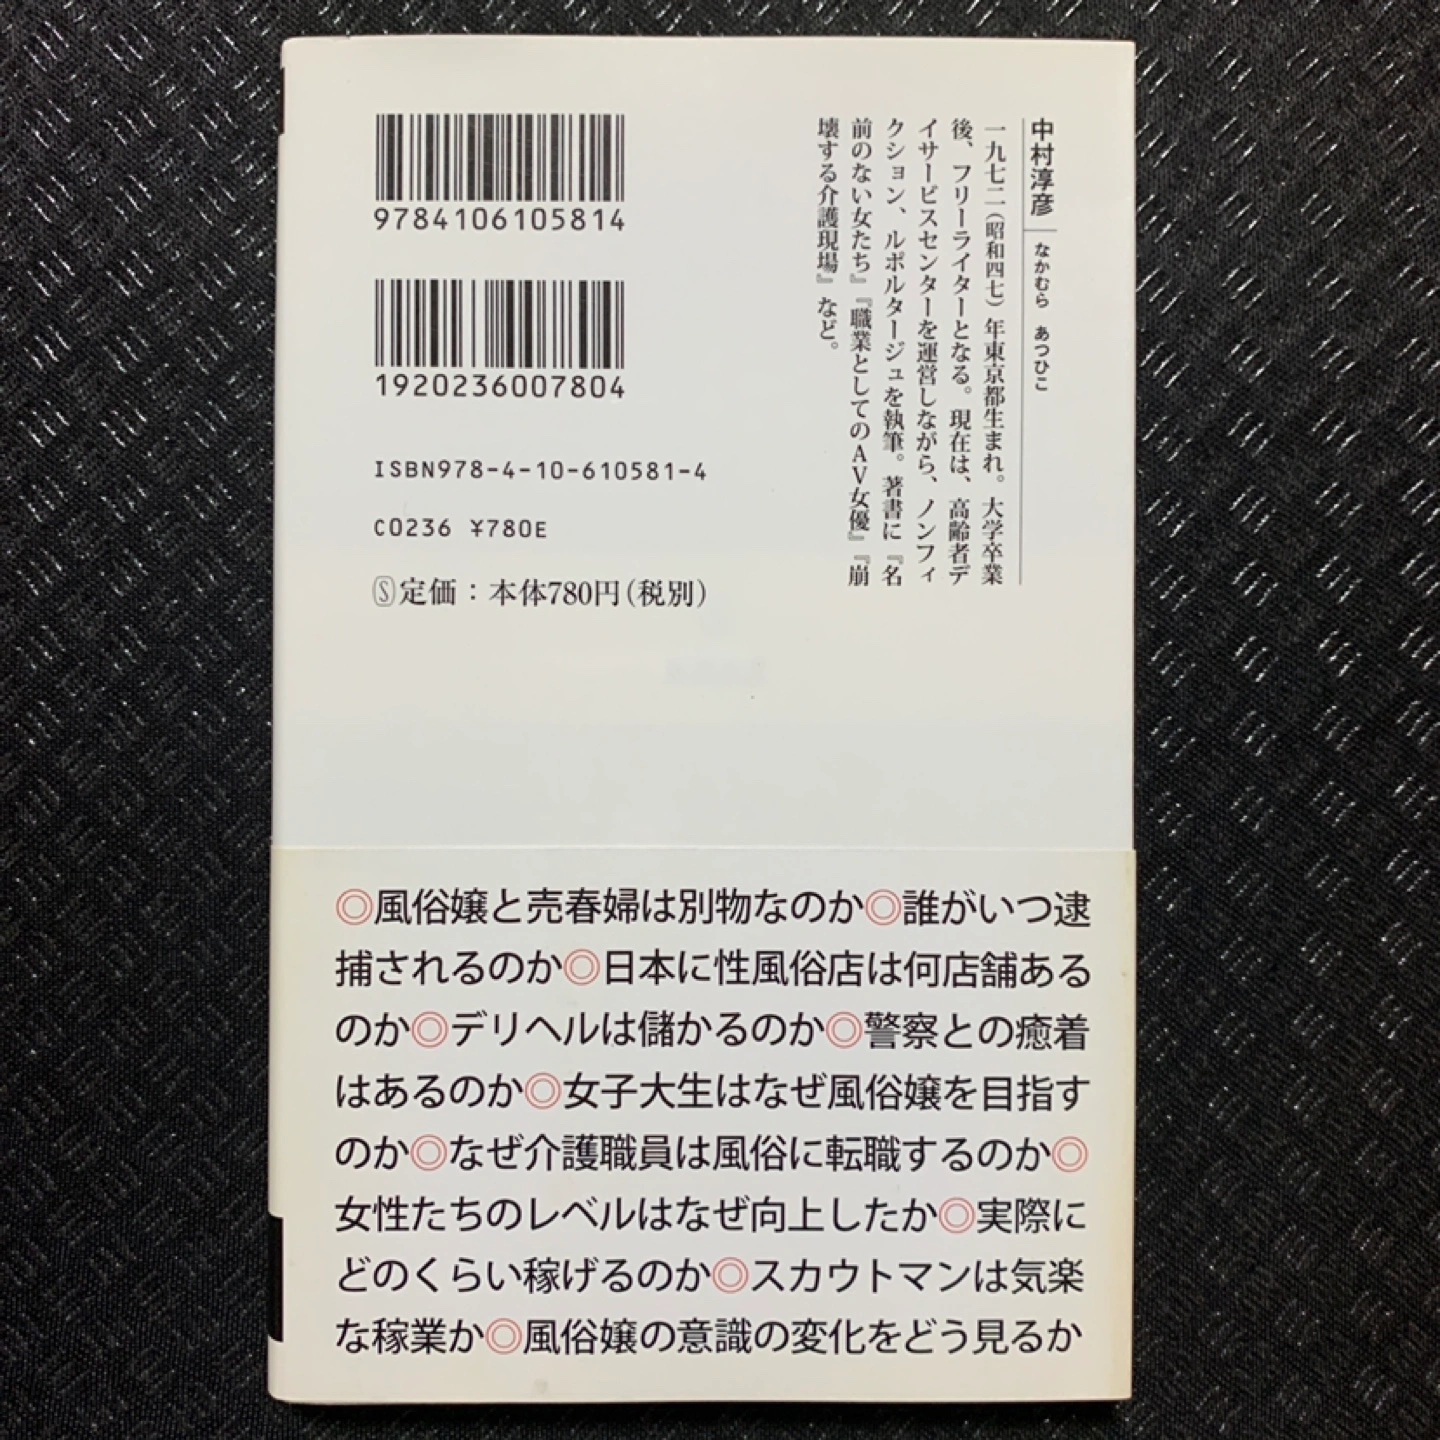 中村淳彦 なかむら あつひこ
一九七二（昭和四七）年東京都生まれ。大学卒業
後、フリーライターとなる。現在は、高齢者デ
イサービスセンターを運営しながら、ノンフィ
クション、ルポルタージュを執筆。著書に『名
前のない女たち』『職業としてのAV女優』『崩
壊する介護現場』など。
9784106105814
1920236007804
ISBN978-4-10-610581-4
C0236 ¥780E
Ⓢ定価：本体780円（税別）
◎風俗嬢と売春婦は別物なのか◎誰がいつ逮
捕されるのか◎日本に性風俗店は何店舗ある
のか◎デリヘルは儲かるのか◎警察との癒着
はあるのか◎女子大生はなぜ風俗嬢を目指す
のか◎なぜ介護職員は風俗に転職するのか◎
女性たちのレベルはなぜ向上したか◎実際に
どのくらい稼げるのか◎スカウトマンは気楽
な稼業か◎風俗嬢の意識の変化をどう見るか